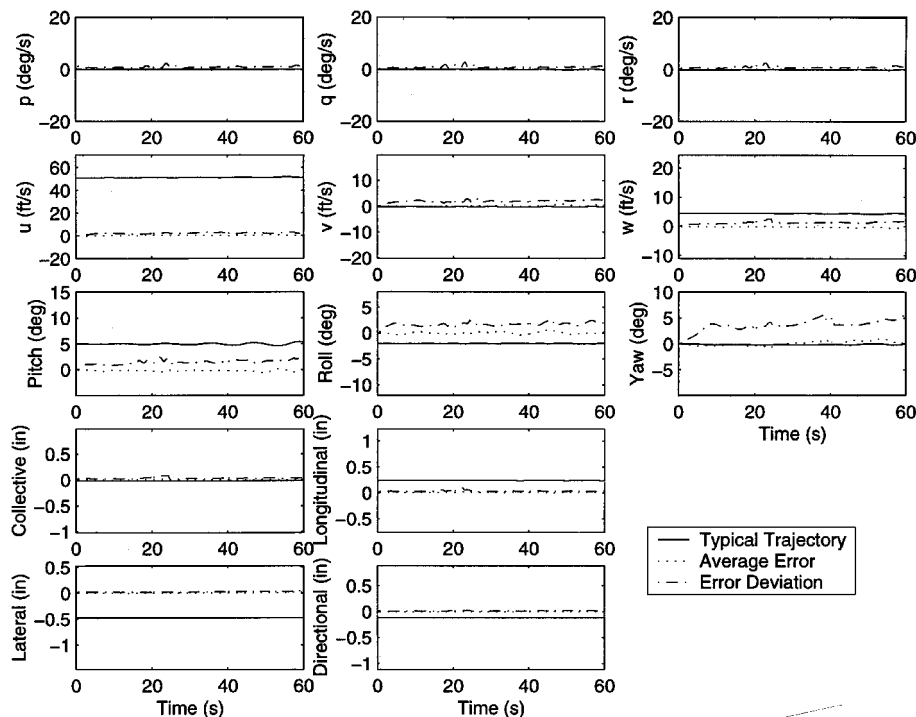 p (deg/s)
20
0
−20
0 20 40 60
q (deg/s)
20
0
−20
0 20 40 60
r (deg/s)
20
0
−20
0 20 40 60
u (ft/s)
60
40
20
0
−20
0 20 40 60
v (ft/s)
10
0
−10
−20
0 20 40 60
w (ft/s)
20
10
0
−10
0 20 40 60
Pitch (deg)
15
10
5
0
0 20 40 60
Roll (deg)
5
0
−5
−10
0 20 40 60
Yaw (deg)
5
0
−5
0 20 40 60
Time (s)
Collective (in)
0.5
0
−0.5
−1
0 20 40 60
Longitudinal (in)
1
0.5
0
−0.5
0 20 40 60
Typical Trajectory
Average Error
Error Deviation
Lateral (in)
0.5
0
−0.5
−1
0 20 40 60
Time (s)
Directional (in)
0.5
0
−0.5
−1
0 20 40 60
Time (s)